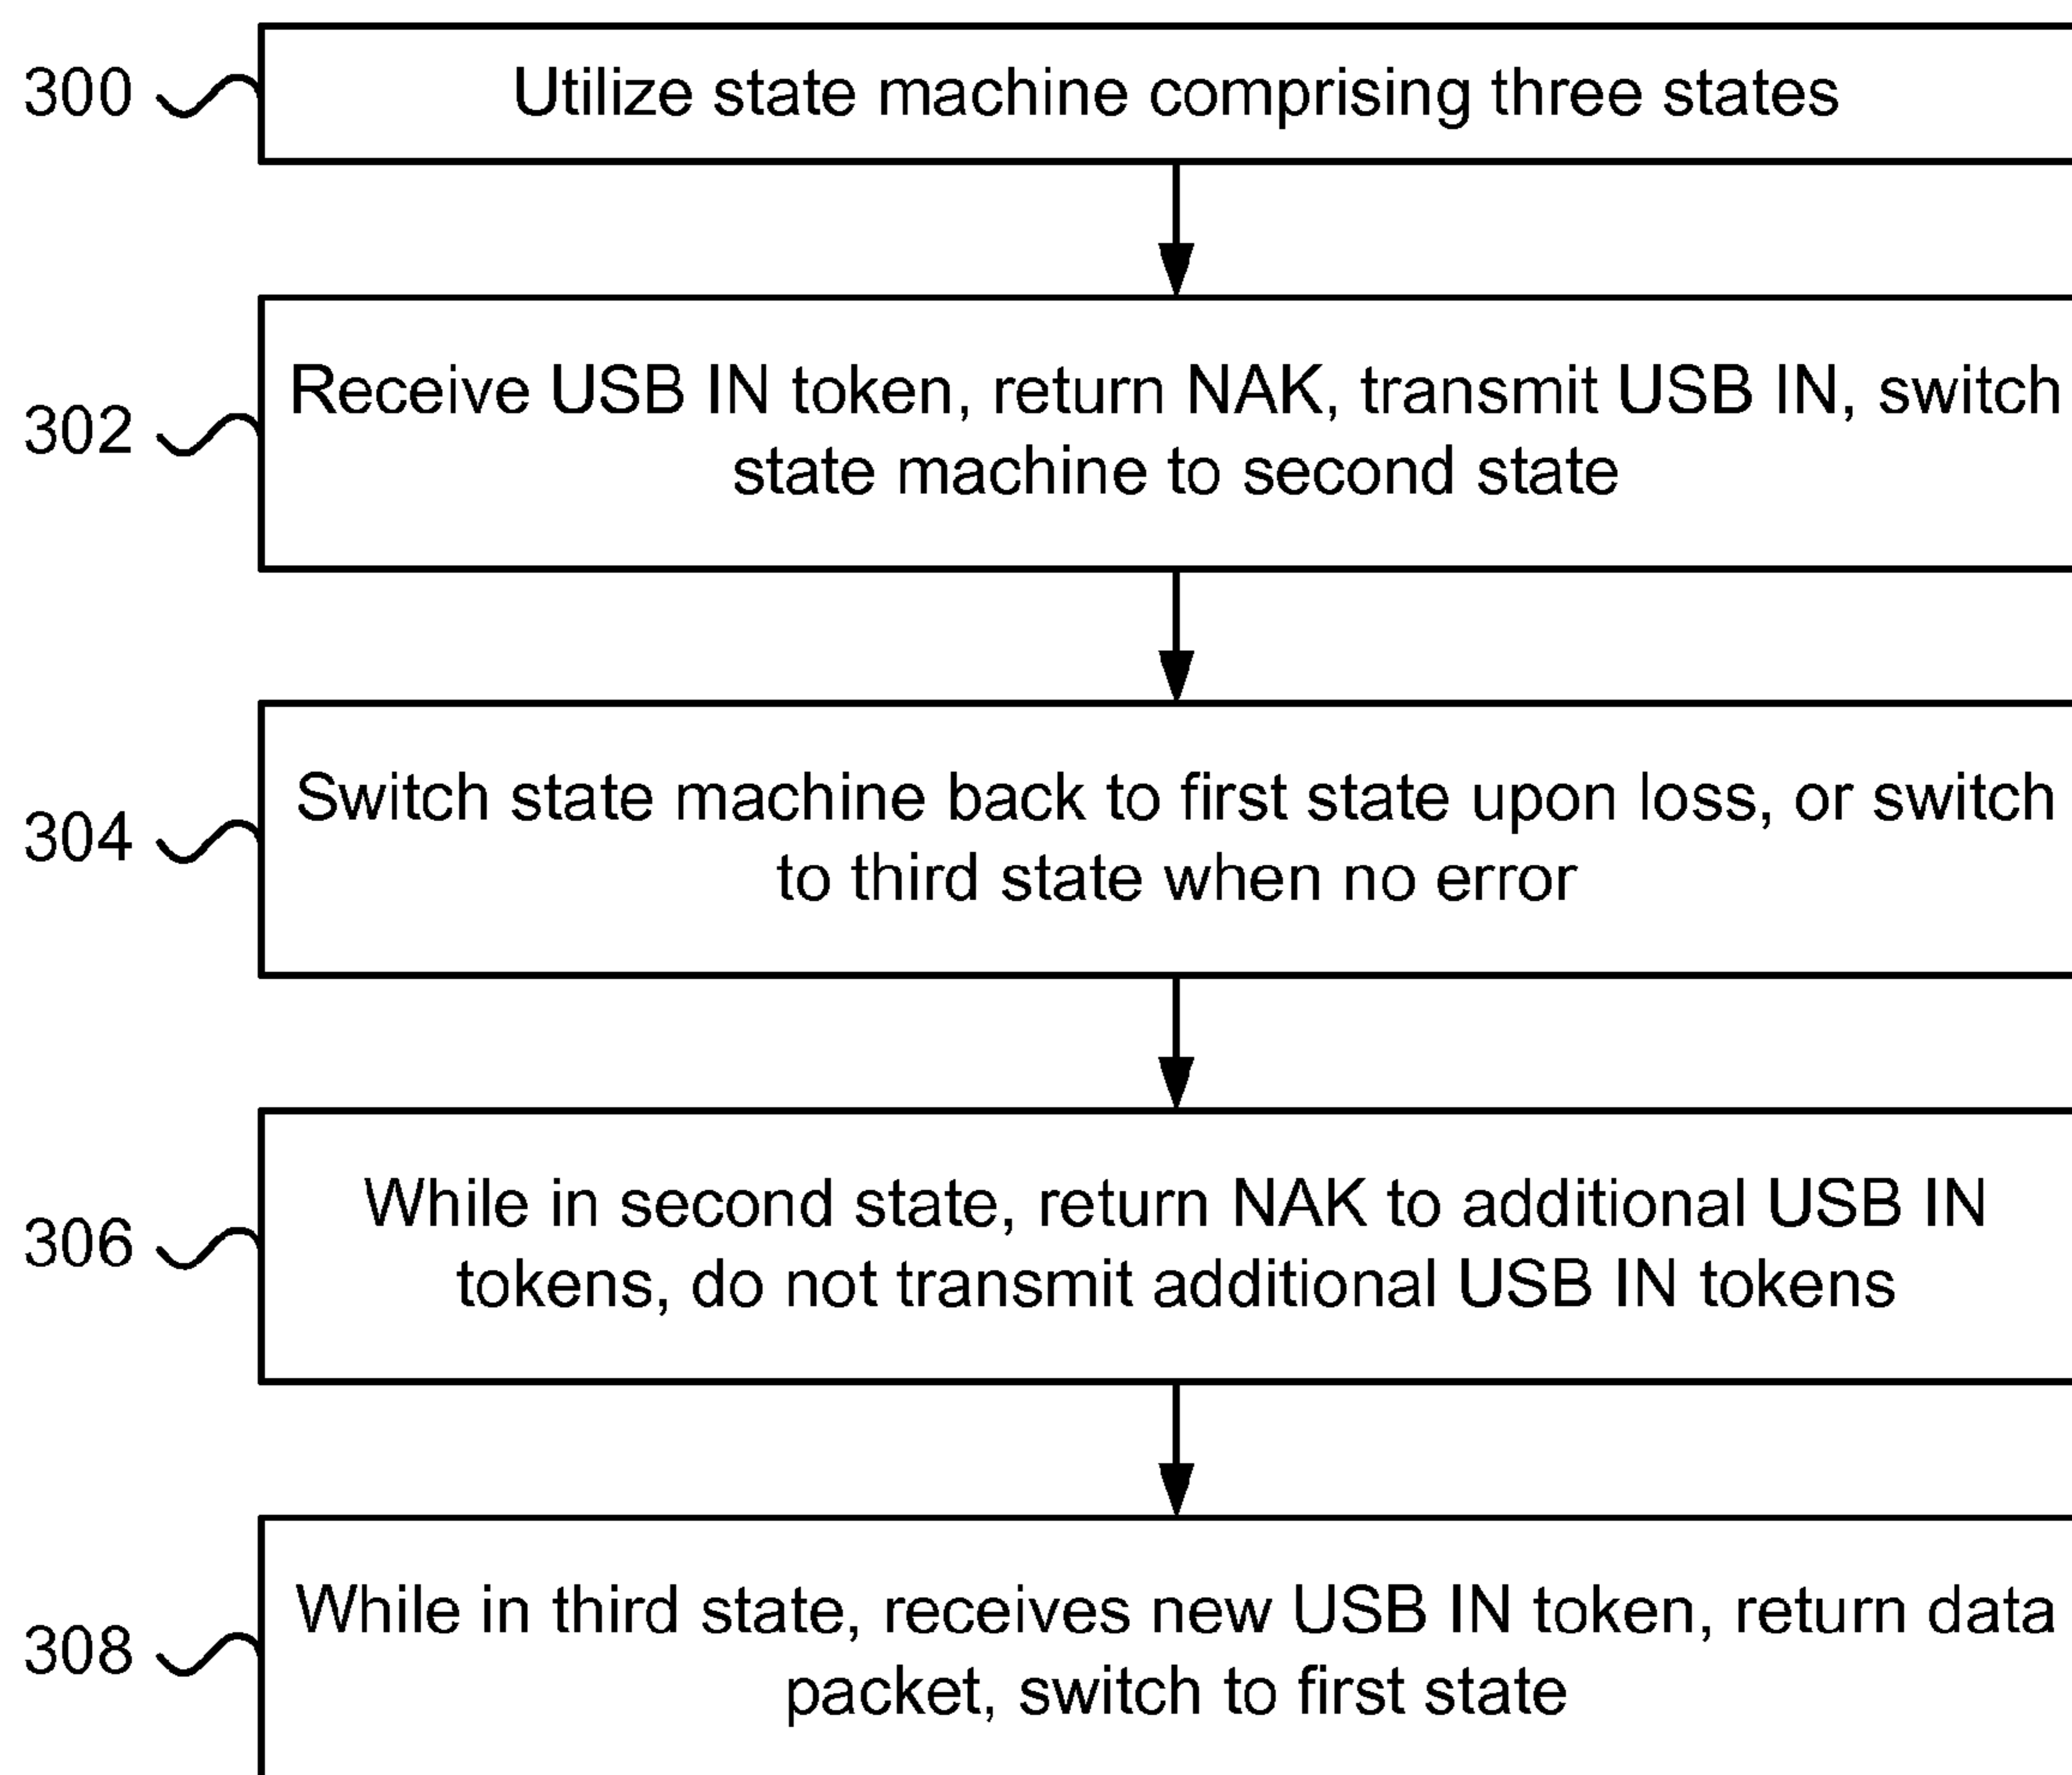 300
Utilize state machine comprising three states
302
Receive USB IN token, return NAK, transmit USB IN, switch
state machine to second state
304
Switch state machine back to first state upon loss, or switch
to third state when no error
306
While in second state, return NAK to additional USB IN
tokens, do not transmit additional USB IN tokens
308
While in third state, receives new USB IN token, return data
packet, switch to first state